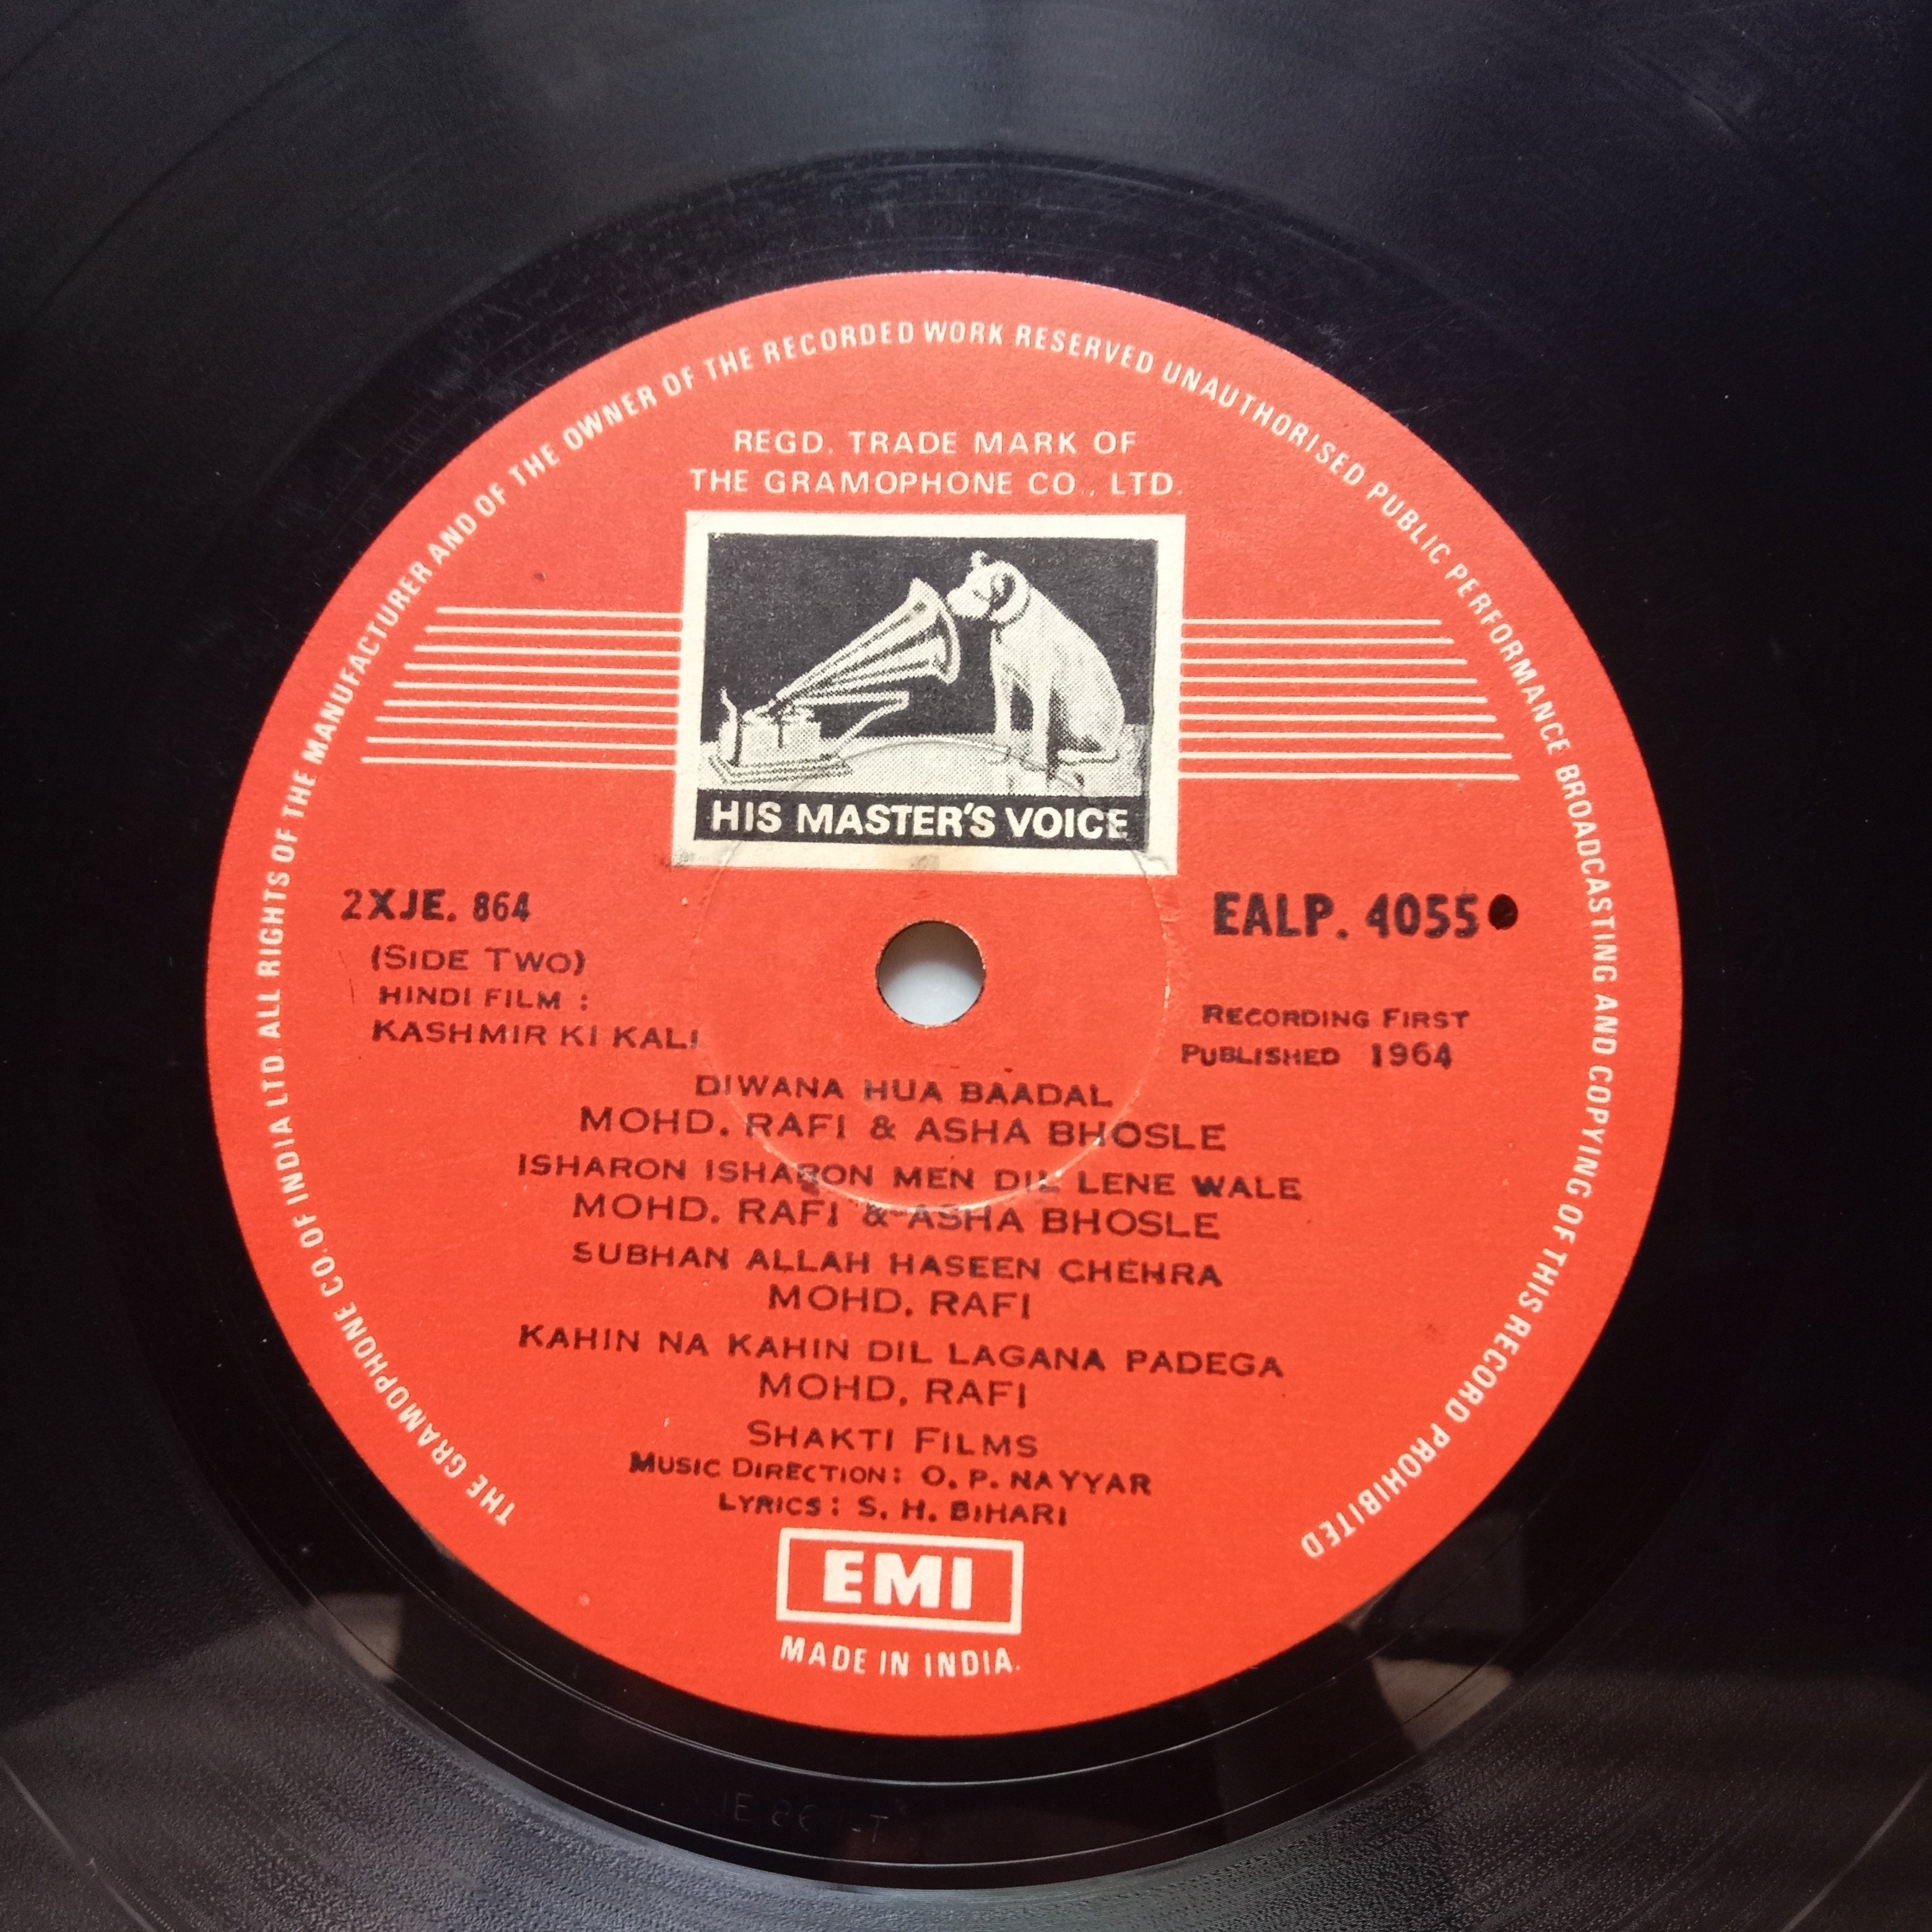 THE GRAMOPHONE CO. OF INDIA LTD. ALL RIGHTS OF THE MANUFACTURER AND OF THE OWNER OF THE RECORDED WORK RESERVED UNAUTHORISED PUBLIC PERFORMANCE BROADCASTING AND COPYING OF THIS RECORD PROHIBITED
REGD. TRADE MARK OF
THE GRAMOPHONE CO., LTD.
HIS MASTER'S VOICE
2XJE. 864
EALP. 4055
(SIDE TWO)
HINDI FILM :
KASHMIR KI KALI
RECORDING FIRST
PUBLISHED 1964
DIWANA HUA BAADAL
MOHD. RAFI & ASHA BHOSLE
ISHARON ISHARON MEN DIL LENE WALE
MOHD. RAFI & ASHA BHOSLE
SUBHAN ALLAH HASEEN CHEHRA
MOHD. RAFI
KAHIN NA KAHIN DIL LAGANA PADEGA
MOHD. RAFI
SHAKTI FILMS
MUSIC DIRECTION: O. P. NAYYAR
LYRICS: S. H. BIHARI
EMI
MADE IN INDIA.